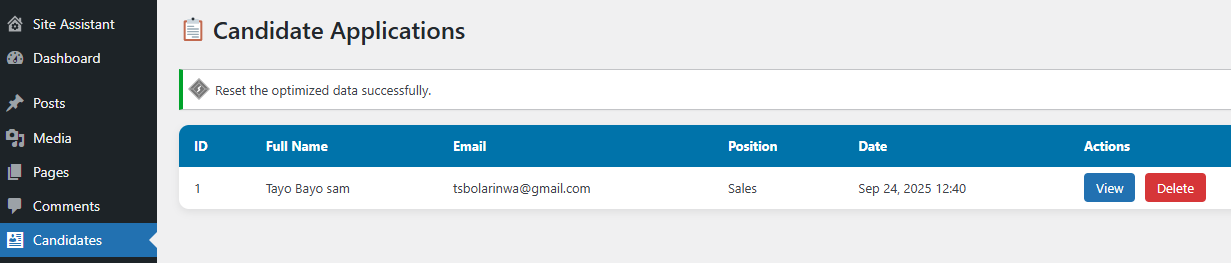 Site Assistant
Dashboard
Posts
Media
Pages
Comments
Candidates
Candidate Applications
Reset the optimized data successfully.
ID Full Name Email Position Date Actions
1 Tayo Bayo sam tsbolarinwa@gmail.com Sales Sep 24, 2025 12:40 View Delete